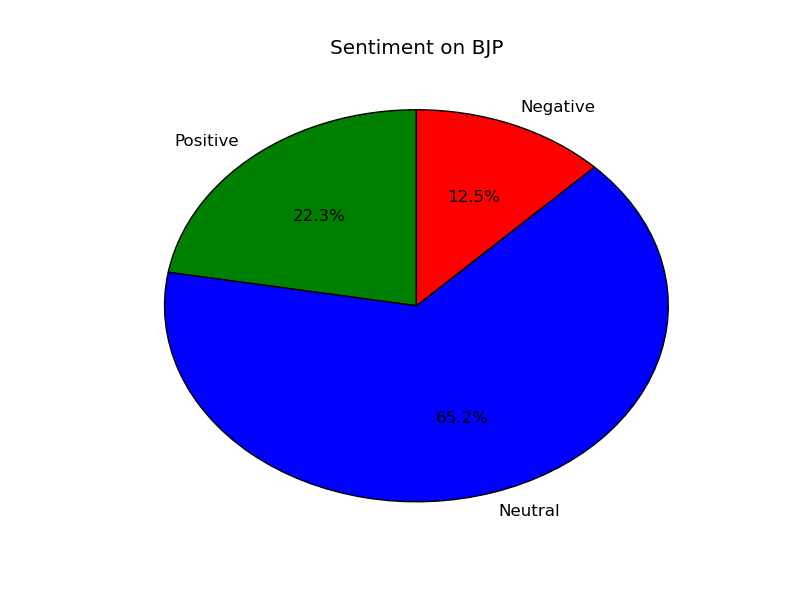 Sentiment on BJP
Negative
Positive
12.5%
22.3%
65.2%
Neutral